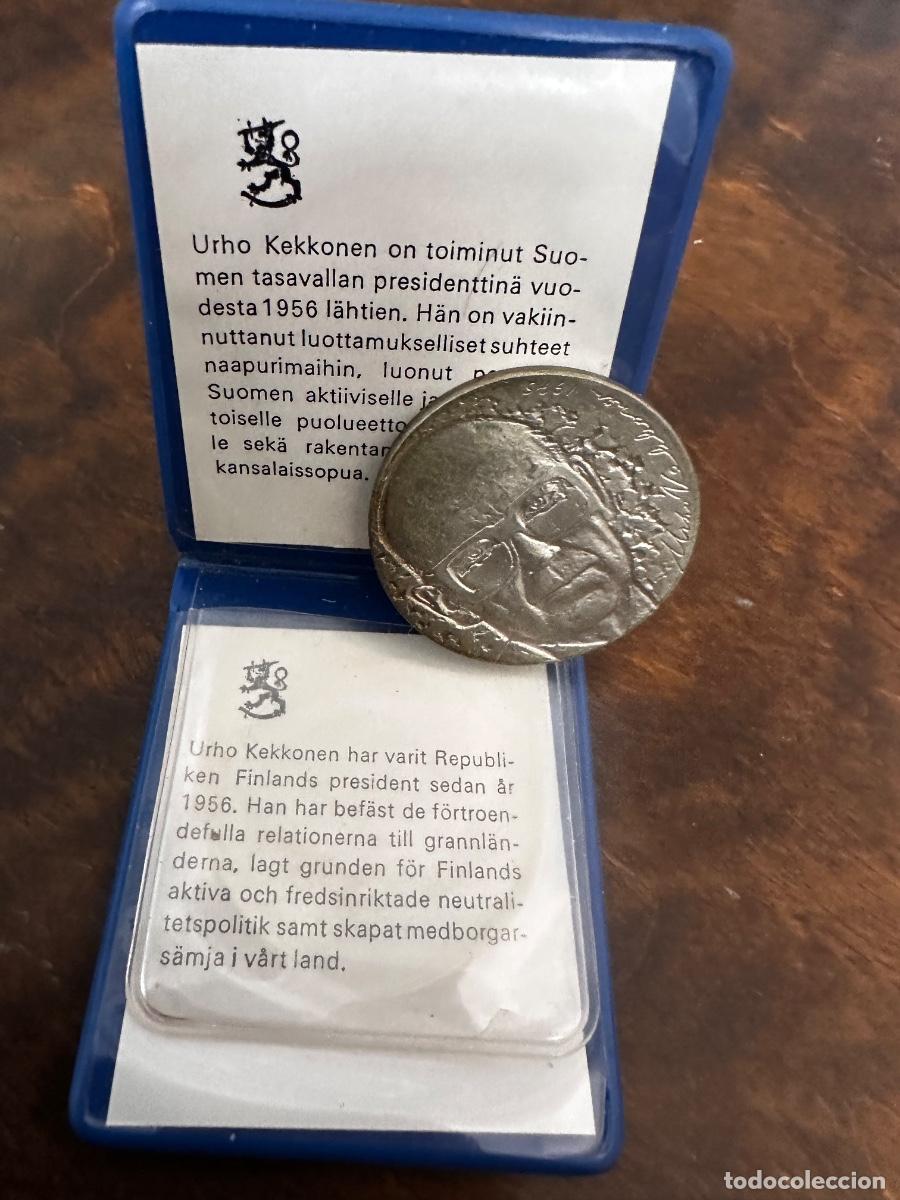 Urho Kekkonen on toiminut Suo-
men tasavallan presidenttinä vuo-
desta 1956 lähtien. Hän on vakiin-
nuttanut luottamukselliset suhteet
naapurimaihin, luonut
Suomen aktiiviselle
toiselle
le sekä
kansalaissopua.
1975
Urho Kekkonen har varit Republi-
ken Finlands president sedan år
1956. Han har befäst de förtroen-
defulla relationerna till grannlän-
derna, lagt grunden för Finlands
aktiva och fredsinriktade neutrali-
tetspolitik samt skapat medborgar-
sämja i vårt land.
todocoleccion